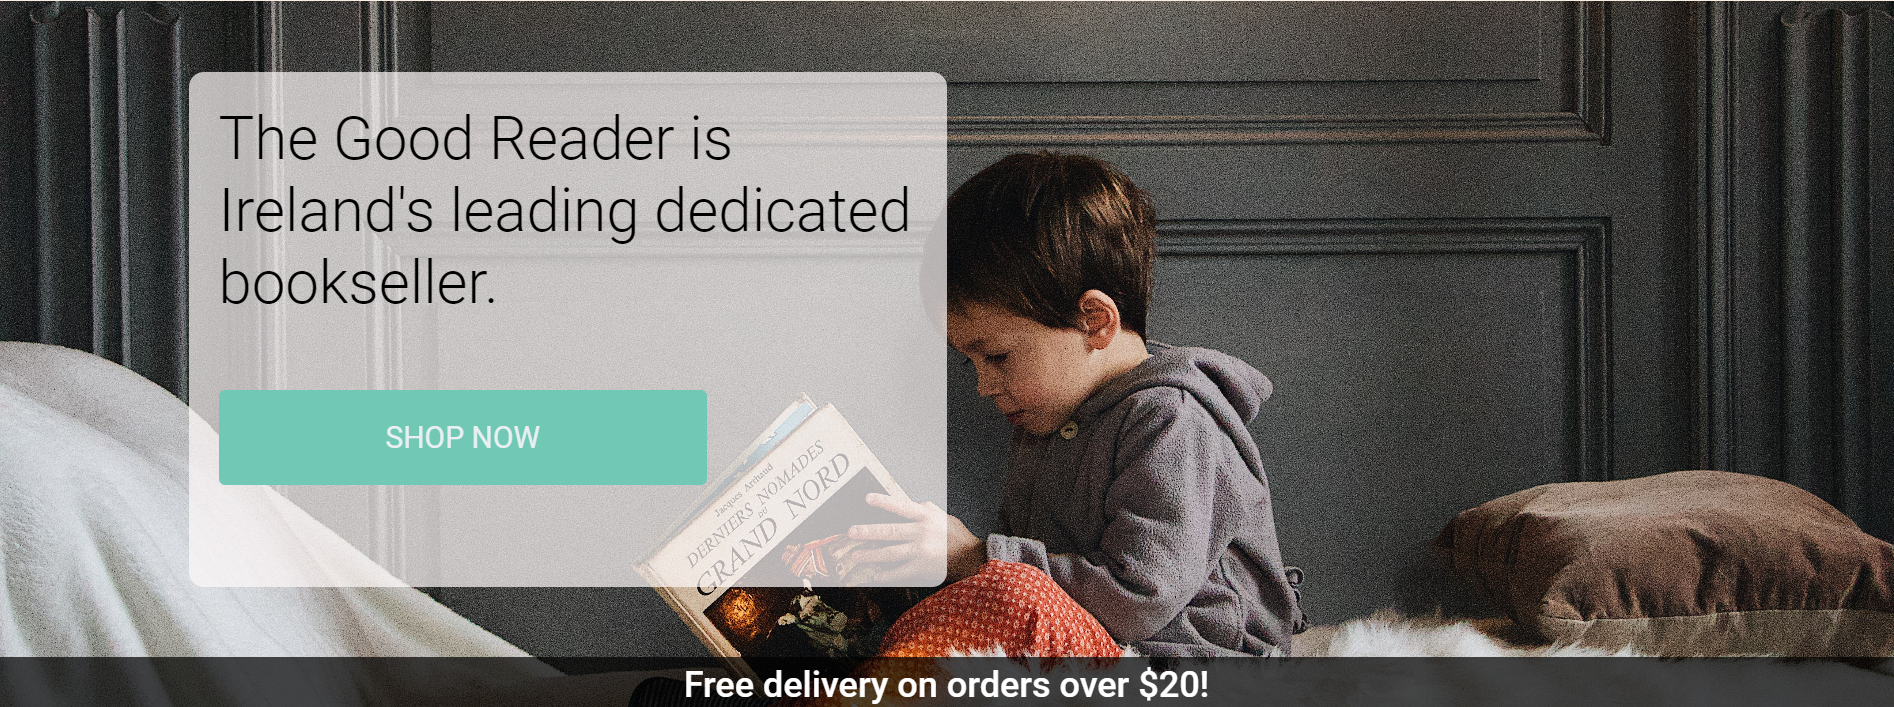 The Good Reader is
Ireland's leading dedicated
bookseller.
SHOP NOW
Jacques Arthaud
DERNIERS NOMADES
DU
GRAND NORD
Free delivery on orders over $20!